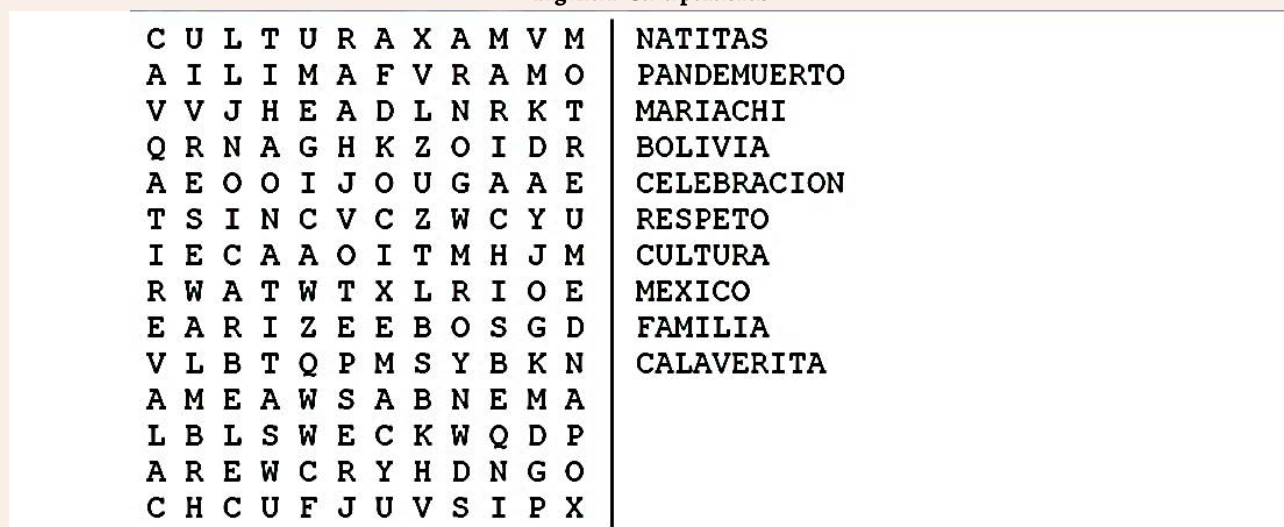 C U L T U R A X A M V M NATITAS
A I L I M A F V R A M O PANDEMUERTO
V V J H E A D L N R K T MARIACHI
Q R N A G H K Z O I D R BOLIVIA
A E O O I J O U G A A E CELEBRACION
T S I N C V C Z W C Y U RESPETO
I E C A A O I T M H J M CULTURA
R W A T W T X L R I O E MEXICO
E A R I Z E E B O S G D FAMILIA
V L B T Q P M S Y B K N CALAVERITA
A M E A W S A B N E M A
L B L S W E C K W Q D P
A R E W C R Y H D N G O
C H C U F J U V S I P X